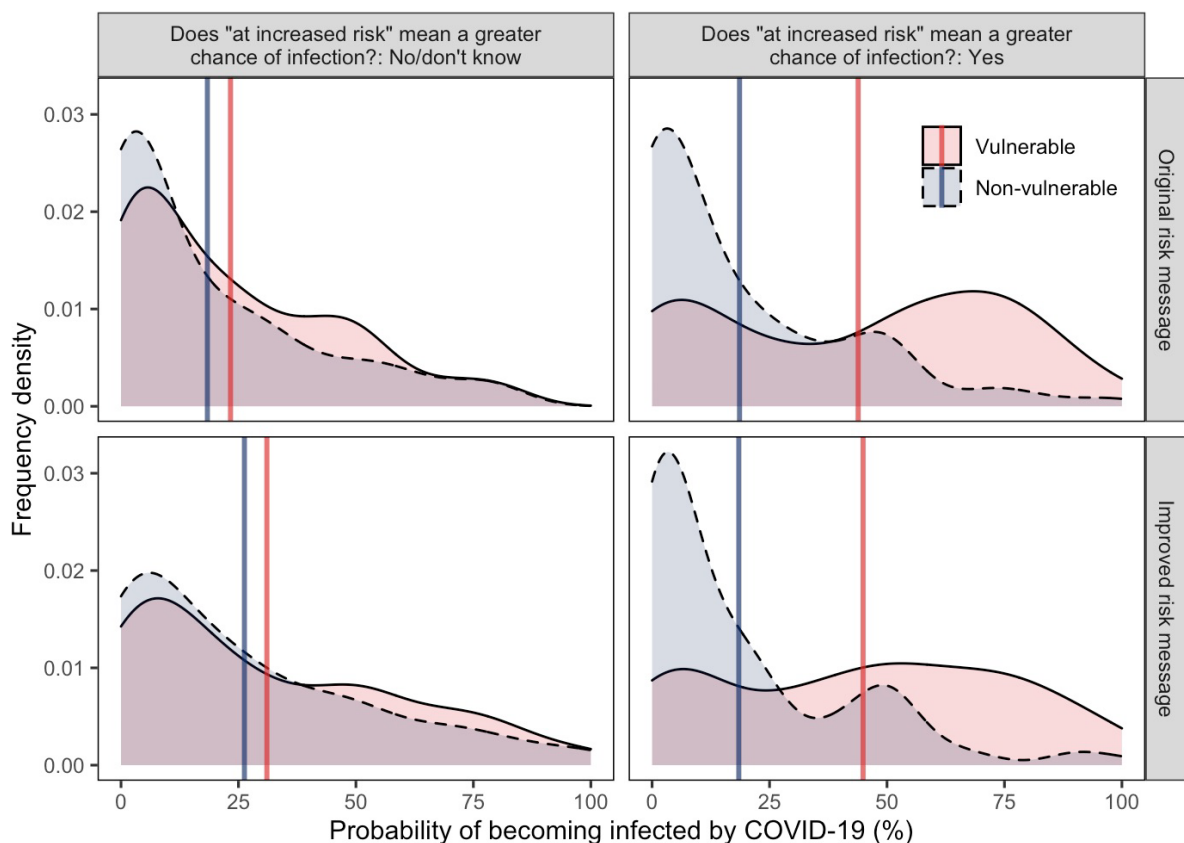 Does "at increased risk" mean a greater
chance of infection?: No/don't know
Does "at increased risk" mean a greater
chance of infection?: Yes
Frequency density
0.03
0.02
0.01
0.00
Vulnerable
Non-vulnerable
Original risk message
0.03
0.02
0.01
0.00
Improved risk message
0
25
50
75
100
0
25
50
75
100
Probability of becoming infected by COVID-19 (%)